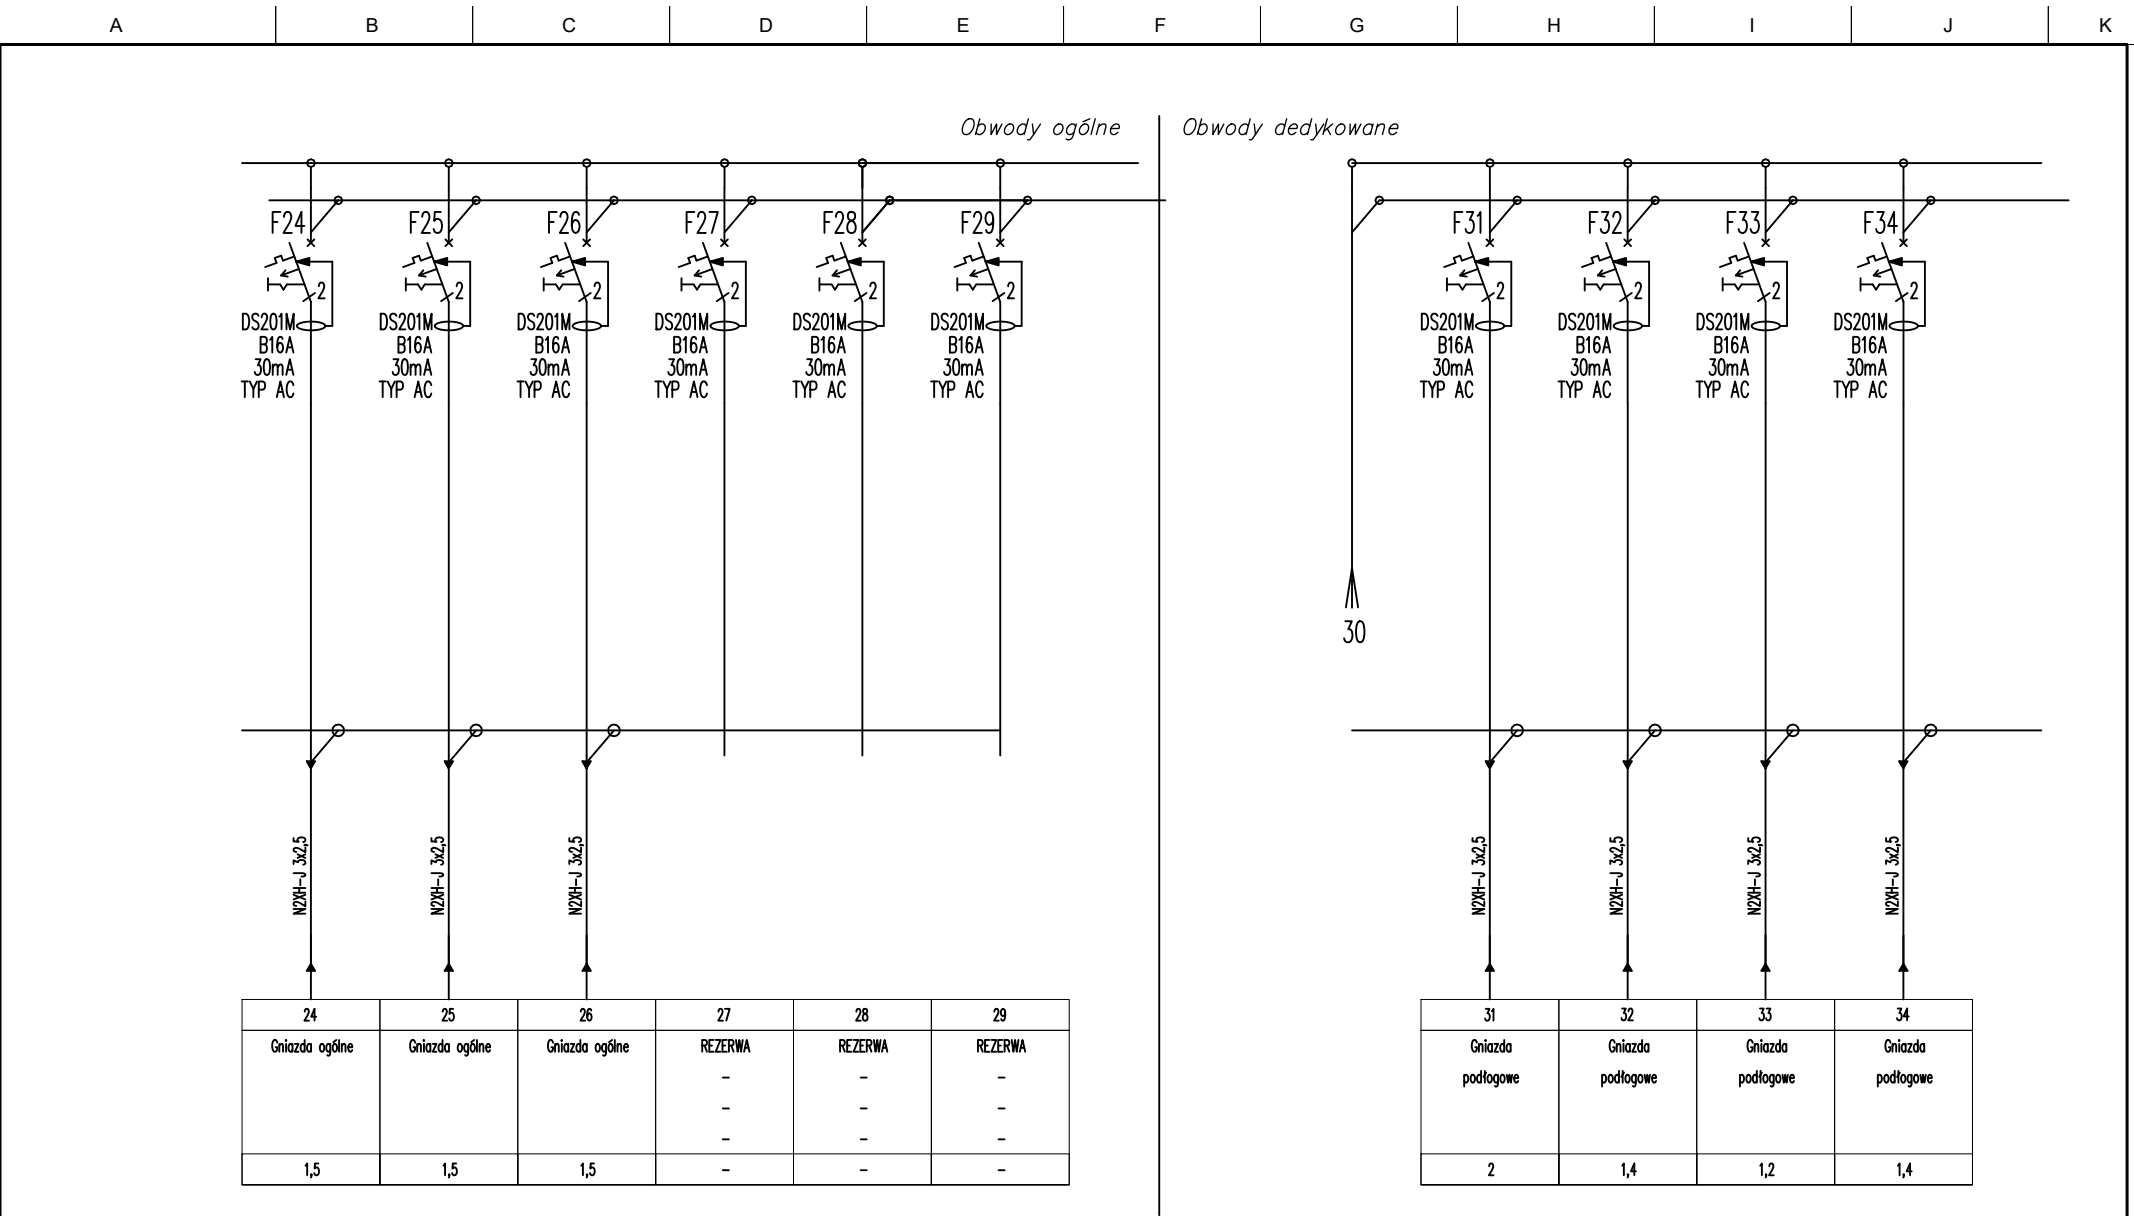 A B C D E F G H I J K
Obwody ogólne Obwody dedykowane
F24 F25 F26 F27 F28 F29 F31 F32 F33 F34
2 2 2 2 2 2 2 2 2 2
DS201M DS201M DS201M DS201M DS201M DS201M DS201M DS201M DS201M DS201M
B16A B16A B16A B16A B16A B16A B16A B16A B16A B16A
30mA 30mA 30mA 30mA 30mA 30mA 30mA 30mA 30mA 30mA
TYP AC TYP AC TYP AC TYP AC TYP AC TYP AC TYP AC TYP AC TYP AC TYP AC
30
N2XH-J 3x2,5 N2XH-J 3x2,5 N2XH-J 3x2,5 N2XH-J 3x2,5 N2XH-J 3x2,5 N2XH-J 3x2,5 N2XH-J 3x2,5
24 25 26 27 28 29 31 32 33 34
Gniazda ogólne Gniazda ogólne Gniazda ogólne REZERWA REZERWA REZERWA Gniazda Gniazda Gniazda Gniazda
- - - podłogowe podłogowe podłogowe podłogowe
- - -
- - -
1,5 1,5 1,5 - - - 2 1,4 1,2 1,4